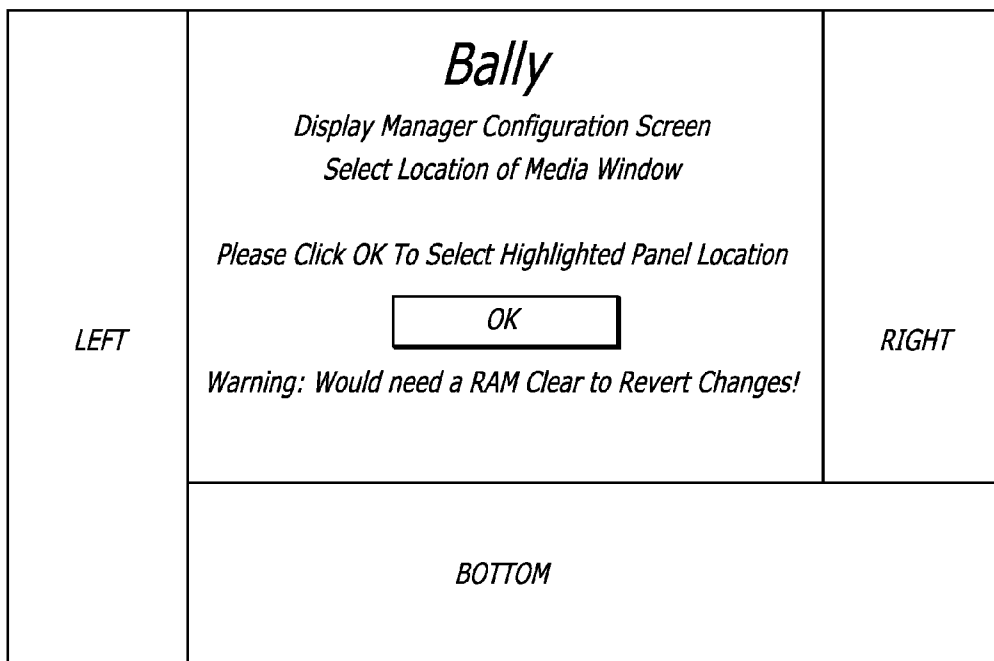 Bally
Display Manager Configuration Screen
Select Location of Media Window
Please Click OK To Select Highlighted Panel Location
OK
LEFT
RIGHT
Warning: Would need a RAM Clear to Revert Changes!
BOTTOM